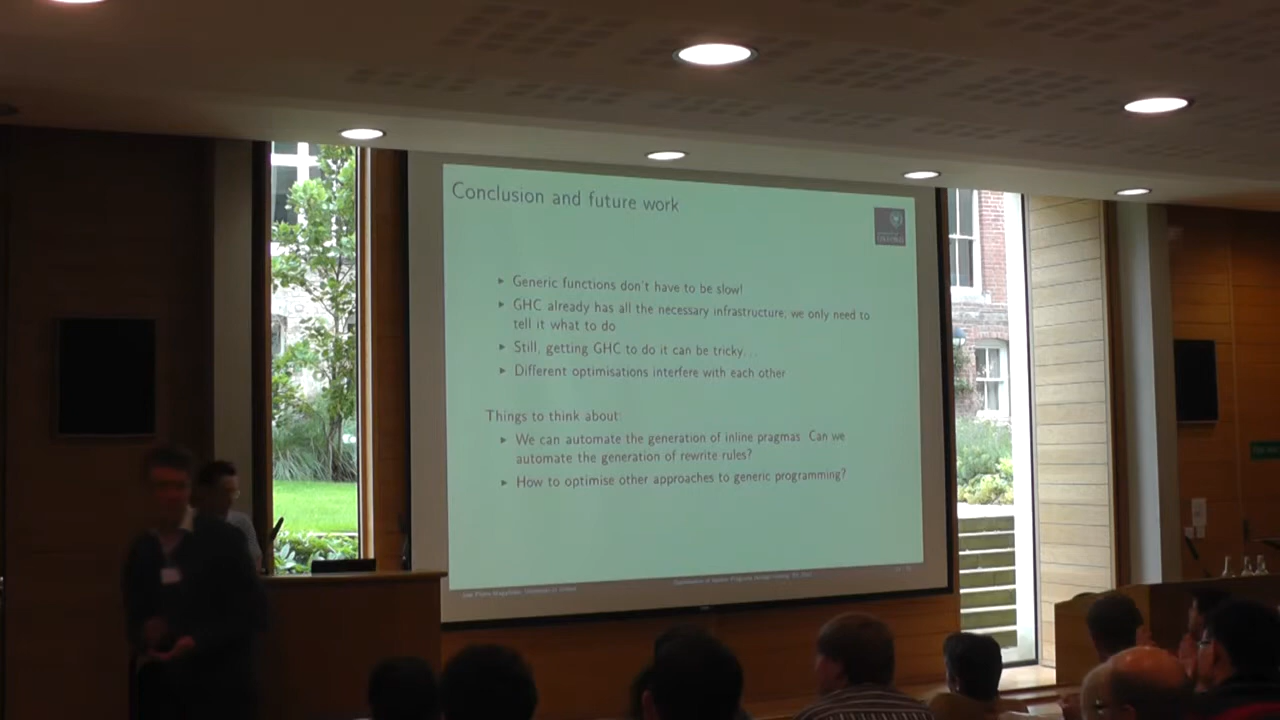 Conclusion and future work
Generic functions don't have to be slow!
GHC already has all the necessary infrastructure, we only need to
tell it what to do
Still, getting GHC to do it can be tricky...
Different optimisations interfere with each other
Things to think about:
We can automate the generation of inline pragmas. Can we
automate the generation of rewrite rules?
How to optimise other approaches to generic programming?